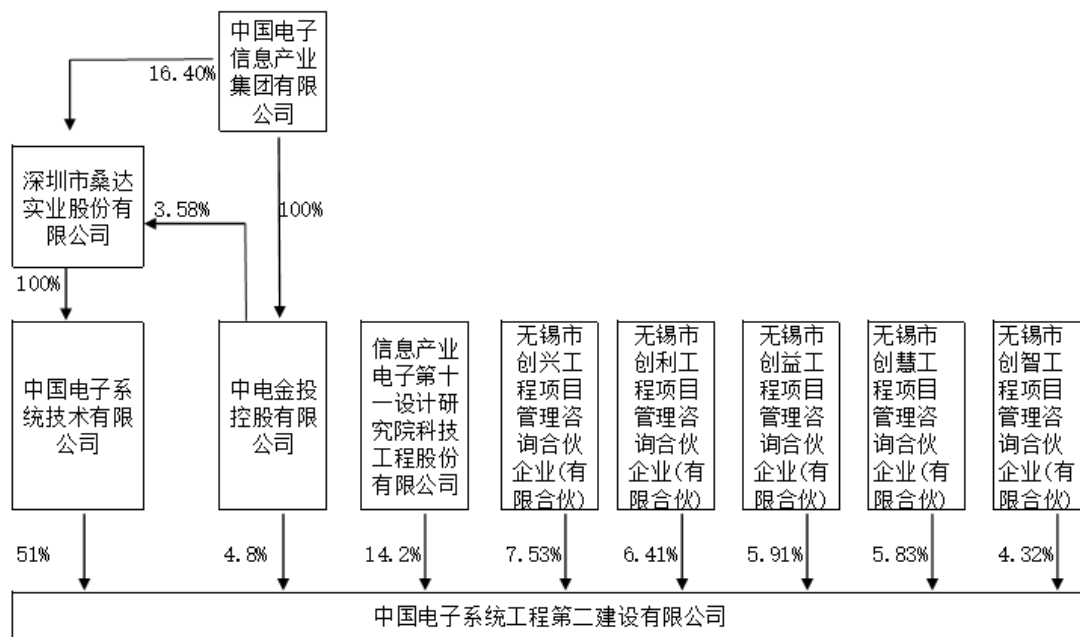 中国电子
信息产业
集团有限
公司
16.40%
深圳市桑达
实业股份有
限公司
3.58%
100%
100%
中国电子系
统技术有限
公司
中电金投
控股有限
公司
信息产业
电子第十
一设计研
究院科技
工程股份
有限公司
无锡市
创兴工
程项目
管理咨
询合伙
企业(有
限合伙)
无锡市
创利工
程项目
管理咨
询合伙
企业(有
限合伙)
无锡市
创益工
程项目
管理咨
询合伙
企业(有
限合伙)
无锡市
创慧工
程项目
管理咨
询合伙
企业(有
限合伙)
无锡市
创智工
程项目
管理咨
询合伙
企业(有
限合伙)
51%
4.8%
14.2%
7.53%
6.41%
5.91%
5.83%
4.32%
中国电子系统工程第二建设有限公司